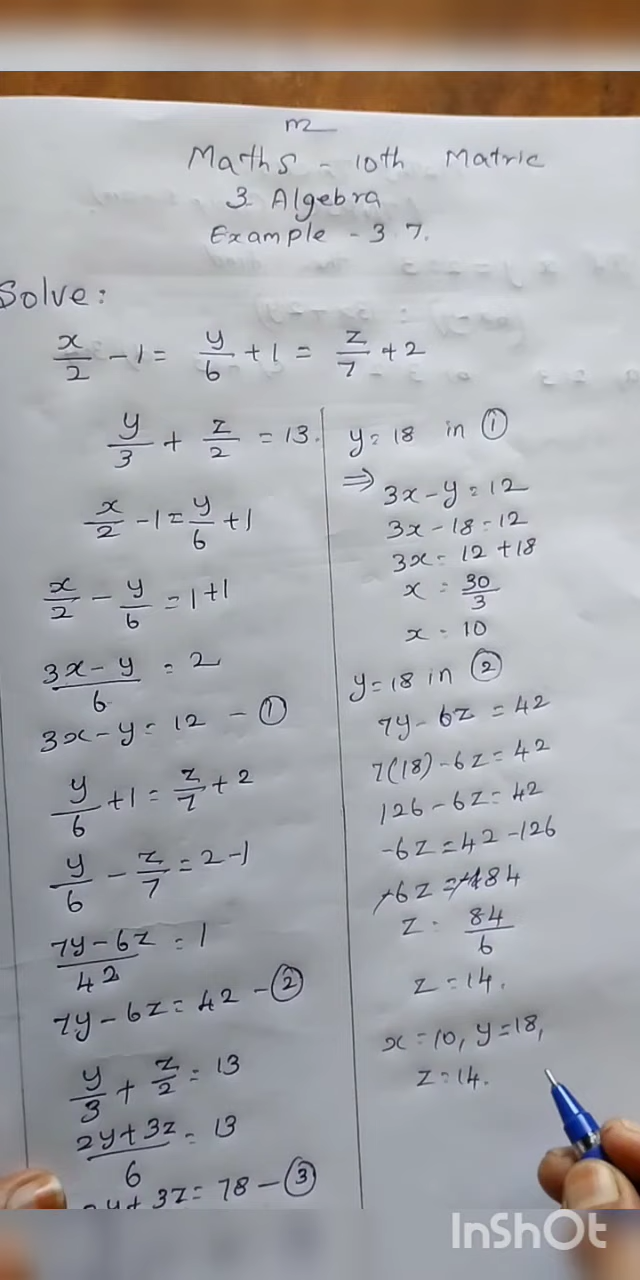 Maths - 10th Matric
3 Algebra
Example - 3 7.
Solve:
x/2 - 1 = y/6 + 1 = z/7 + 2
y/3 + z/2 = 13.
x/2 - 1 = y/6 + 1
x/2 - y/6 = 1+1
3x - y/6 = 2
3x - y = 12 - ①
y/6 + 1 = z/7 + 2
y/6 - z/7 = 2-1
7y - 6z/42 = 1
7y - 6z = 42 - ②
y/3 + z/2 = 13
2y + 3z/6 = 13
2y + 3z = 78 - ③
y = 18 in ①
⇒ 3x - y = 12
3x - 18 = 12
3x = 12 + 18
x = 30/3
x = 10
y = 18 in ②
7y - 6z = 42
7(18) - 6z = 42
126 - 6z = 42
-6z = 42 - 126
-6z = -84
z = 84/6
z = 14.
x = 10, y = 18,
z = 14.
InShOt